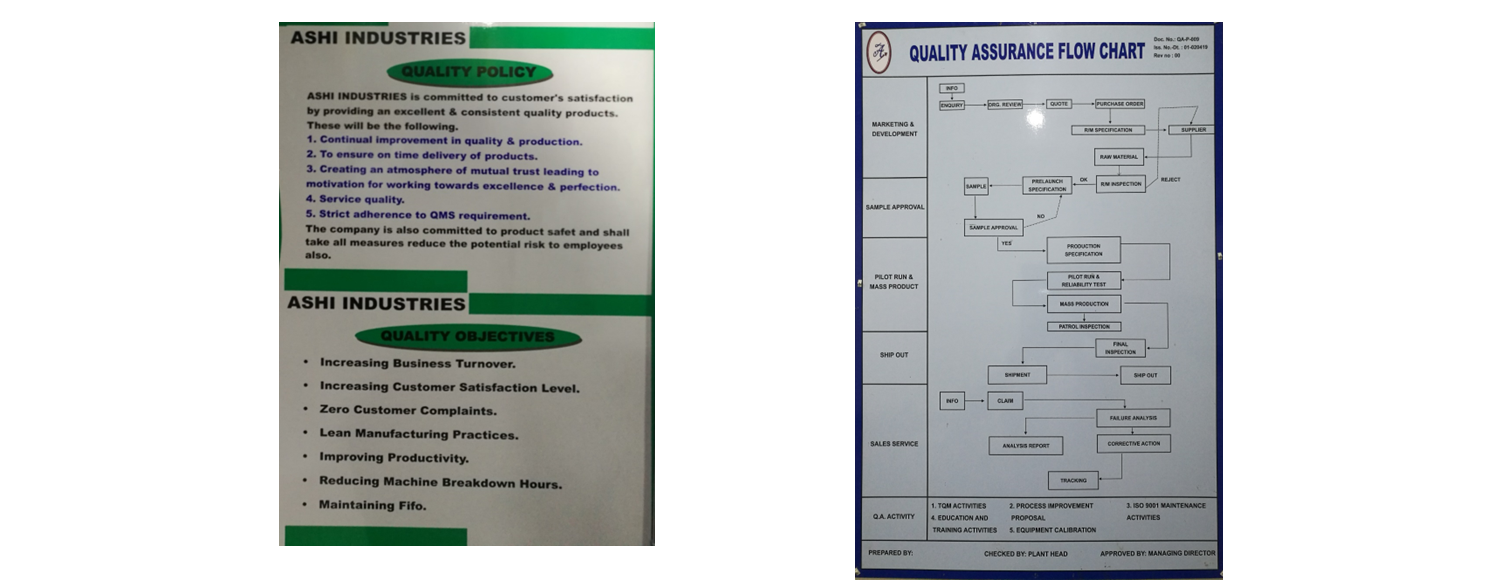 ASHI INDUSTRIES
QUALITY POLICY
ASHI INDUSTRIES is committed to customer's satisfaction
by providing an excellent & consistent quality products.
These will be the following.
1. Continual improvement in quality & production.
2. To ensure on time delivery of products.
3. Creating an atmosphere of mutual trust leading to
motivation for working towards excellence & perfection.
4. Service quality.
5. Strict adherence to QMS requirement.
The company is also committed to product safet and shall
take all measures reduce the potential risk to employees
also.
ASHI INDUSTRIES
QUALITY OBJECTIVES
• Increasing Business Turnover.
• Increasing Customer Satisfaction Level.
• Zero Customer Complaints.
• Lean Manufacturing Practices.
• Improving Productivity.
• Reducing Machine Breakdown Hours.
• Maintaining Fifo.
QUALITY ASSURANCE FLOW CHART
Doc. No.: QA-F-009
Iss. No.-Dt. : 01-020419
Rev no : 00
MARKETING &
DEVELOPMENT
INFO
ENQUIRY
DRG. REVIEW
QUOTE
PURCHASE ORDER
R/M SPECIFICATION
SUPPLIER
RAW MATERIAL
R/M INSPECTION
REJECT
OK
SAMPLE APPROVAL
PRELAUNCH
SPECIFICATION
SAMPLE
NO
SAMPLE APPROVAL
YES
PILOT RUN &
MASS PRODUCT
PRODUCTION
SPECIFICATION
PILOT RUN &
RELIABILITY TEST
MASS PRODUCTION
PATROL INSPECTION
SHIP OUT
FINAL
INSPECTION
SHIPMENT
SHIP OUT
SALES SERVICE
INFO
CLAIM
FAILURE ANALYSIS
ANALYSIS REPORT
CORRECTIVE ACTION
TRACKING
Q.A. ACTIVITY
1. TQM ACTIVITIES 2. PROCESS IMPROVEMENT 3. ISO 9001 MAINTENANCE
4. EDUCATION AND PROPOSAL ACTIVITIES
TRAINING ACTIVITIES 5. EQUIPMENT CALIBRATION
PREPARED BY: CHECKED BY: PLANT HEAD APPROVED BY: MANAGING DIRECTOR